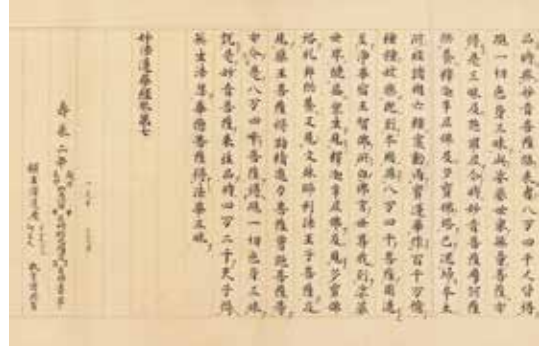 品時與妙音菩薩俱來者八万四千人皆得
現一切色身三昧此娑婆世界無量菩薩亦
得是三昧及陁羅尼尒時妙音菩薩摩訶薩
供養釋迦牟尼佛及多寶佛塔已還歸本土
所經諸國六種震動雨寶蓮華作百千万億
種種伎樂既到本國與八万四千菩薩圍遶
至淨華宿王智佛所白佛言世尊我到娑婆
世界饒益衆生見釋迦牟尼佛及見多寶佛
塔礼拜供養又見文殊師利法王子菩薩及
見藥王菩薩得勤精進力菩薩勇施菩薩等
亦令是八万四千菩薩得現一切色身三昧
說是妙音菩薩來往品時四万二千天子得
無生法忍華德菩薩得法華三昧
妙法蓮華經卷第七
壽永二年